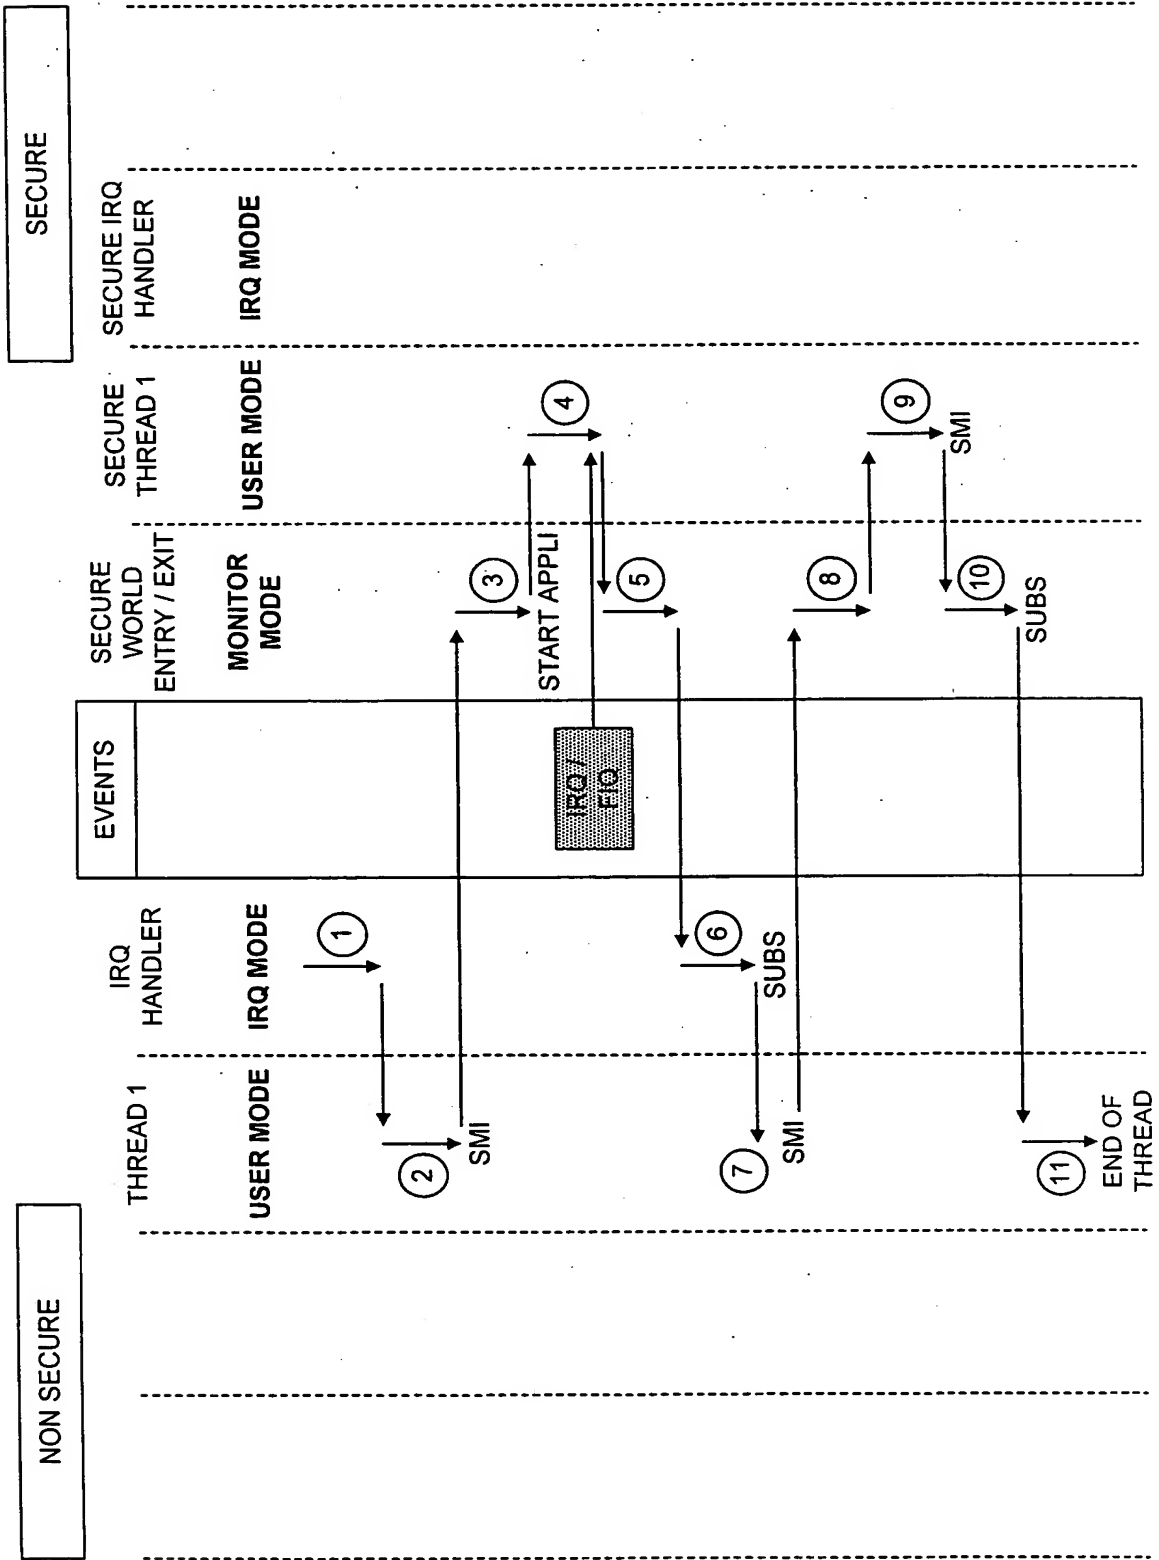 NON SECURE
SECURE
THREAD 1
USER MODE
IRQ
HANDLER
IRQ MODE
EVENTS
SECURE
WORLD
ENTRY / EXIT
MONITOR
MODE
SECURE
THREAD 1
USER MODE
SECURE IRQ
HANDLER
IRQ MODE
1
2
SMI
3
START APPLI
4
IRQ /
FIQ
5
6
SUBS
7
SMI
8
9
SMI
10
SUBS
11
END OF
THREAD